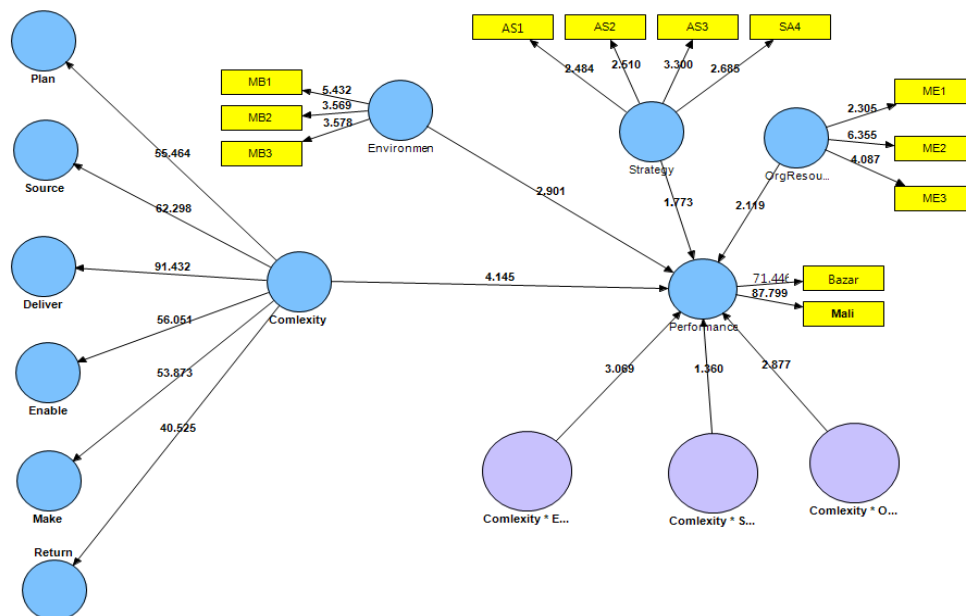 AS1
AS2
AS3
SA4
2.484
2.510
3.300
2.685
Plan
MB1
MB2
MB3
5.432
3.569
3.578
Environmen
Strategy
ME1
ME2
ME3
2.305
6.355
4.087
OrgResou...
55.464
Source
62.298
2.901
1.773
2.119
Deliver
91.432
Comlexity
4.145
71.446
87.799
Bazar
Mali
Performance
56.051
Enable
53.873
40.525
3.069
1.360
2.877
Make
Return
Comlexity * E...
Comlexity * S...
Comlexity * O...